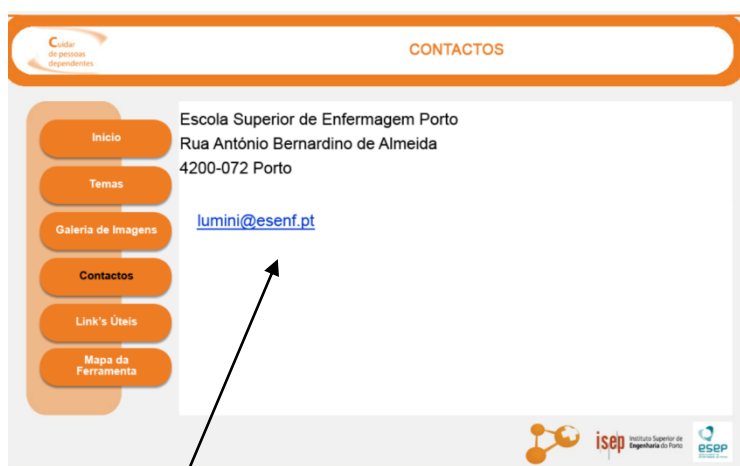 Cuidar
de pessoas
dependentes
CONTACTOS
Início
Temas
Galeria de Imagens
Contactos
Link's Úteis
Mapa da
Ferramenta
Escola Superior de Enfermagem Porto
Rua António Bernardino de Almeida
4200-072 Porto
lumini@esenf.pt
isep Instituto Superior de
Engenharia do Porto
esep